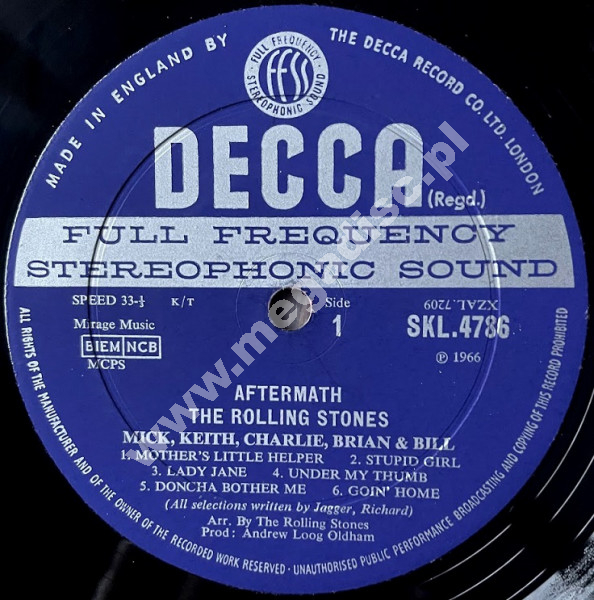 MADE IN ENGLAND BY THE DECCA RECORD CO. LTD. LONDON
FULL FREQUENCY STEREOPHONIC SOUND
FFSS
DECCA (Regd.)
FULL FREQUENCY
STEREOPHONIC SOUND
SPEED 33-⅓ K/T
Mirage Music
BIEM NCB
MCPS
Side
1
XZAL.7209
SKL.4786
℗ 1966
AFTERMATH
THE ROLLING STONES
MICK, KEITH, CHARLIE, BRIAN & BILL
1. MOTHER'S LITTLE HELPER 2. STUPID GIRL
3. LADY JANE 4. UNDER MY THUMB
5. DONCHA BOTHER ME 6. GOIN' HOME
(All selections written by Jagger, Richard)
Arr. By The Rolling Stones
Prod: Andrew Loog Oldham
ALL RIGHTS OF THE MANUFACTURER AND OF THE OWNER OF THE RECORDED WORK RESERVED · UNAUTHORISED PUBLIC PERFORMANCE BROADCASTING AND COPYING OF THIS RECORD PROHIBITED
www.megadisc.pl